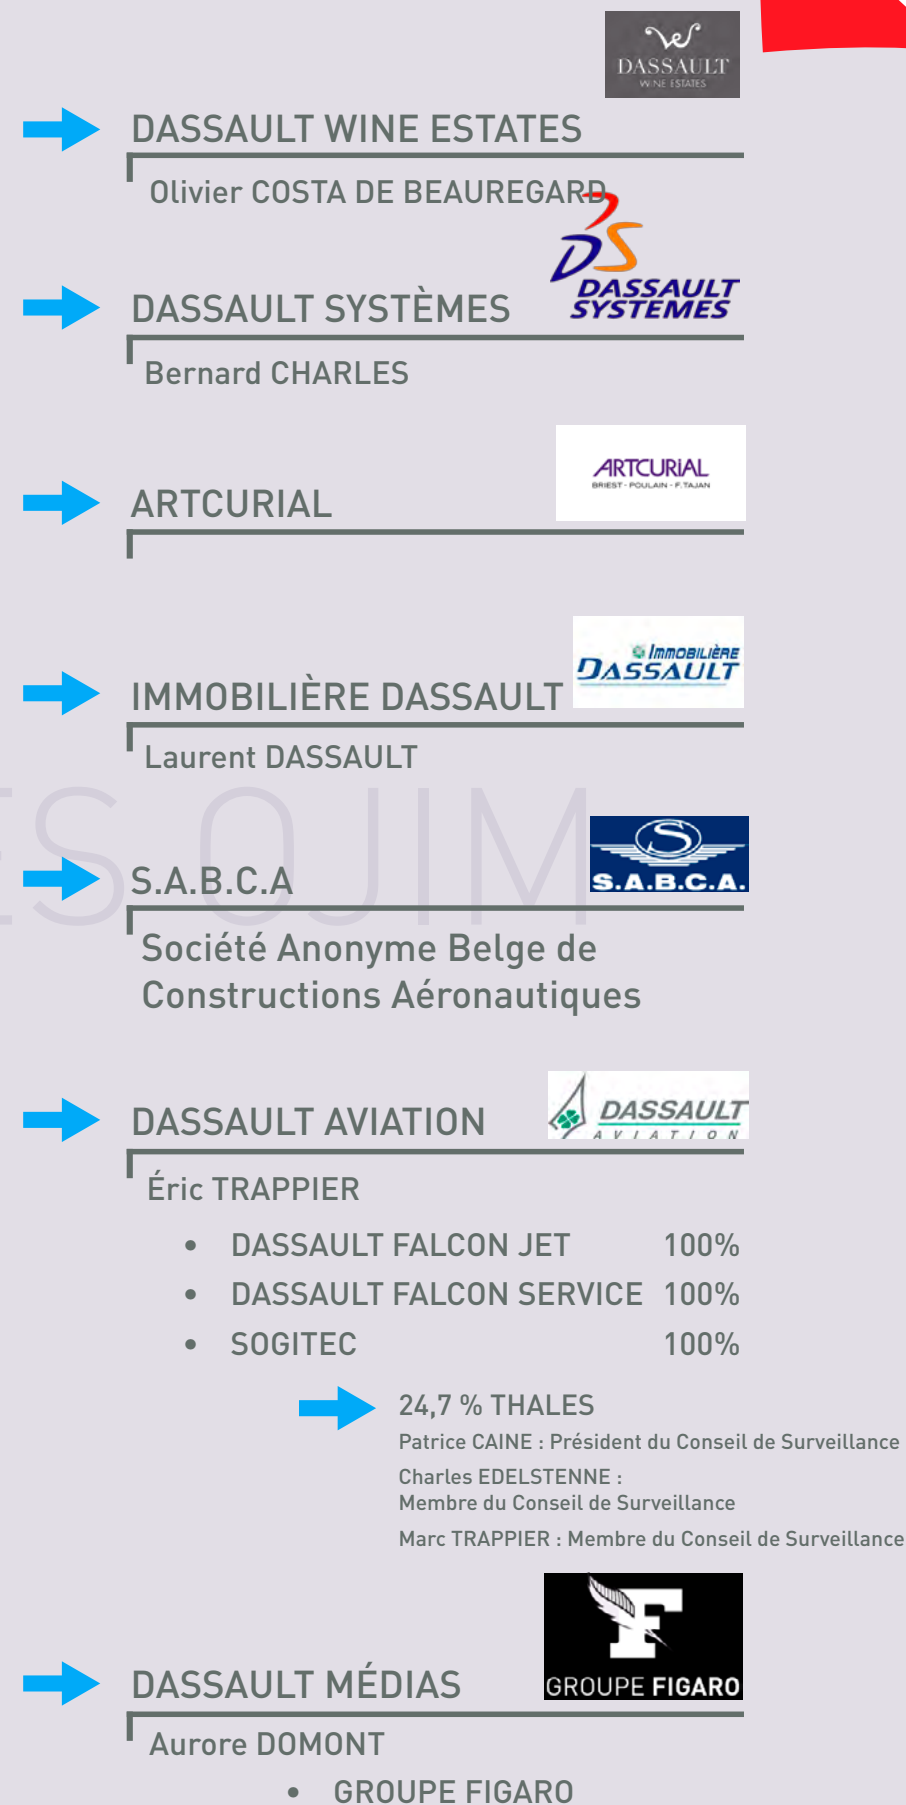 DASSAULT
WINE ESTATES
DASSAULT WINE ESTATES
Olivier COSTA DE BEAUREGARD
DASSAULT
SYSTEMES
DASSAULT SYSTÈMES
Bernard CHARLES
ARTCURIAL
BRIEST - POULAIN - F.TAJAN
ARTCURIAL
IMMOBILIÈRE
DASSAULT
IMMOBILIÈRE DASSAULT
Laurent DASSAULT
ES OJIM
S
S.A.B.C.A.
S.A.B.C.A
Société Anonyme Belge de
Constructions Aéronautiques
DASSAULT
AVIATION
DASSAULT AVIATION
Éric TRAPPIER
• DASSAULT FALCON JET 100%
• DASSAULT FALCON SERVICE 100%
• SOGITEC 100%
24,7 % THALES
Patrice CAINE : Président du Conseil de Surveillance
Charles EDELSTENNE :
Membre du Conseil de Surveillance
Marc TRAPPIER : Membre du Conseil de Surveillance
F
GROUPE FIGARO
DASSAULT MÉDIAS
Aurore DOMONT
• GROUPE FIGARO